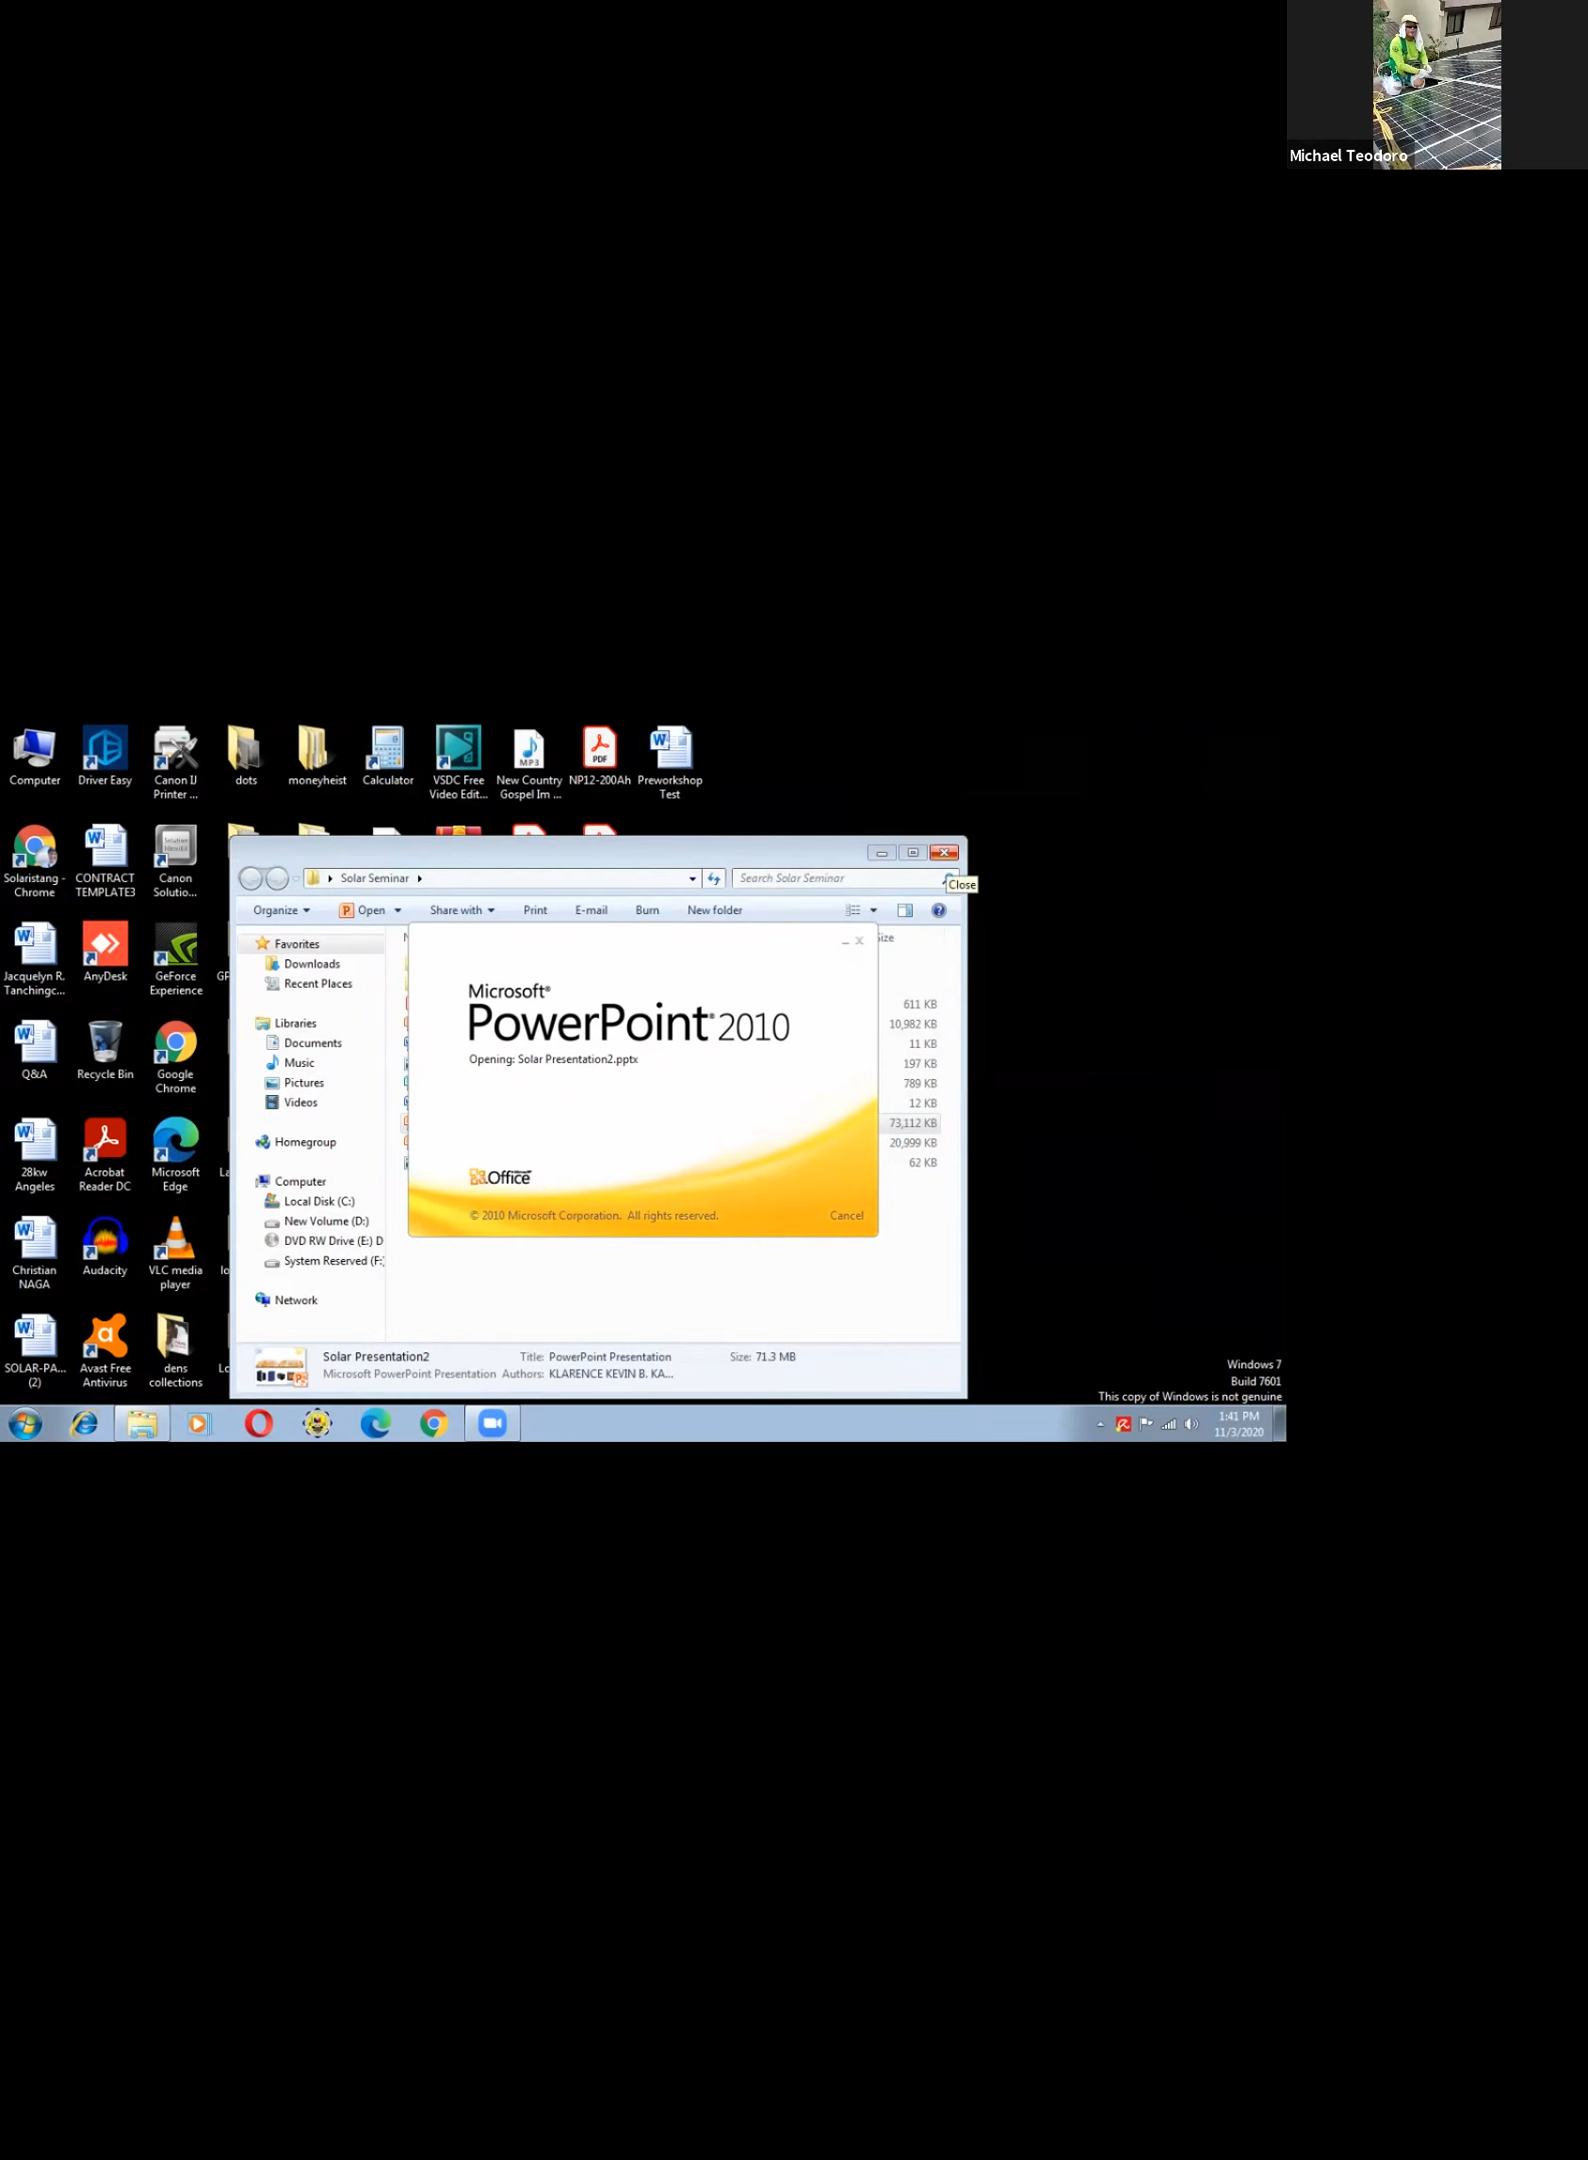 Michael Teodoro
Computer
Driver Easy
Canon IJ
Printer ...
dots
moneyheist
Calculator
VSDC Free
Video Edit...
MP3
New Country
Gospel Im ...
PDF
NP12-200Ah
Preworkshop
Test
Solaristang -
Chrome
CONTRACT
TEMPLATE3
Canon
Solutio...
Solar Seminar
Search Solar Seminar
Close
Organize
Open
Share with
Print
E-mail
Burn
New folder
Jacquelyn R.
Tanchingc...
AnyDesk
GeForce
Experience
GP
Q&A
Recycle Bin
Google
Chrome
28kw
Angeles
Acrobat
Reader DC
Microsoft
Edge
La
Christian
NAGA
Audacity
VLC media
player
SOLAR-PA...
(2)
Avast Free
Antivirus
dens
collections
Favorites
Downloads
Recent Places
Libraries
Documents
Music
Pictures
Videos
Homegroup
Computer
Local Disk (C:)
New Volume (D:)
DVD RW Drive (E:) D
System Reserved (F:
Network
Microsoft®
PowerPoint® 2010
Opening: Solar Presentation2.pptx
Office
© 2010 Microsoft Corporation. All rights reserved.
Cancel
Size
611 KB
10,982 KB
11 KB
197 KB
789 KB
12 KB
73,112 KB
20,999 KB
62 KB
Solar Presentation2
Title: PowerPoint Presentation
Size: 71.3 MB
Microsoft PowerPoint Presentation
Authors: KLARENCE KEVIN B. KA...
Windows 7
Build 7601
This copy of Windows is not genuine
1:41 PM
11/3/2020